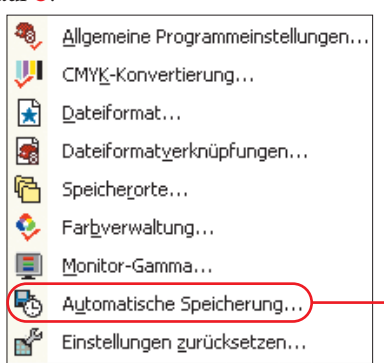 Allgemeine Programmeinstellungen...
CMYK-Konvertierung...
Dateiformat...
Dateiformatverknüpfungen...
Speicherorte...
Farbverwaltung...
Monitor-Gamma...
Automatische Speicherung...
Einstellungen zurücksetzen...